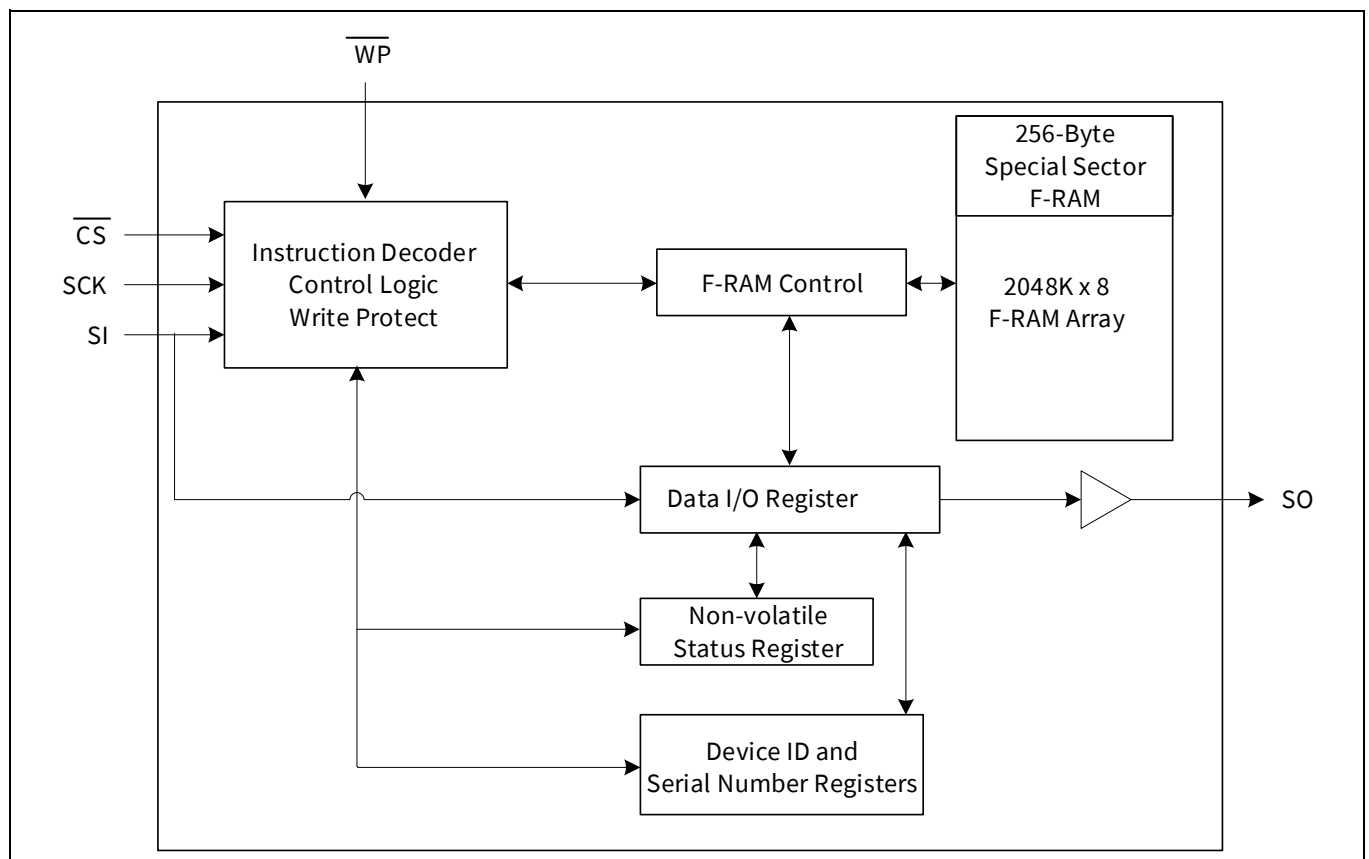 WP
256-Byte
Special Sector
F-RAM
CS
SCK
SI
Instruction Decoder
Control Logic
Write Protect
F-RAM Control
2048K x 8
F-RAM Array
Data I/O Register
SO
Non-volatile
Status Register
Device ID and
Serial Number Registers